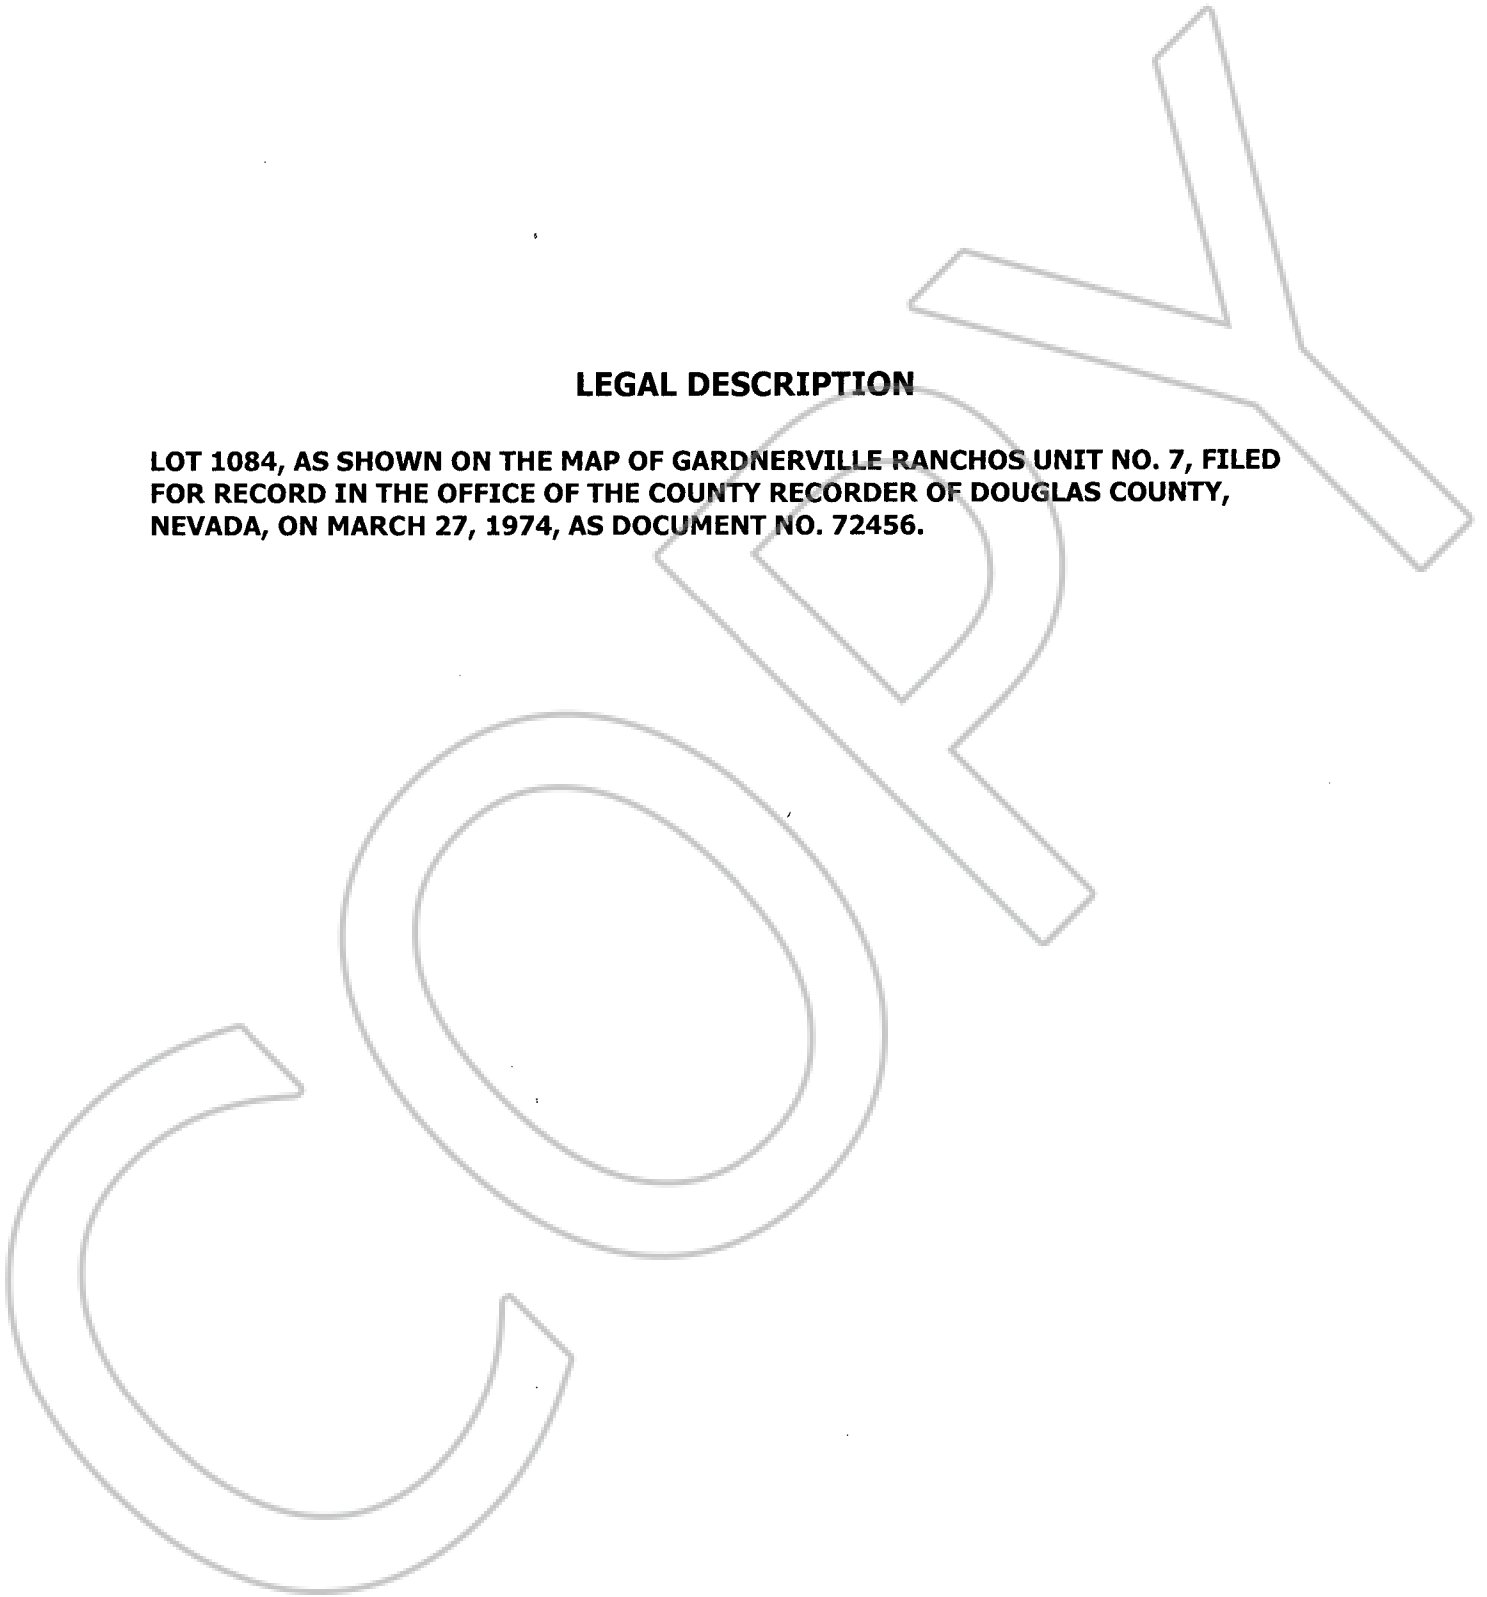 LEGAL DESCRIPTION
LOT 1084, AS SHOWN ON THE MAP OF GARDNERVILLE RANCHOS UNIT NO. 7, FILED
FOR RECORD IN THE OFFICE OF THE COUNTY RECORDER OF DOUGLAS COUNTY,
NEVADA, ON MARCH 27, 1974, AS DOCUMENT NO. 72456.
COPY